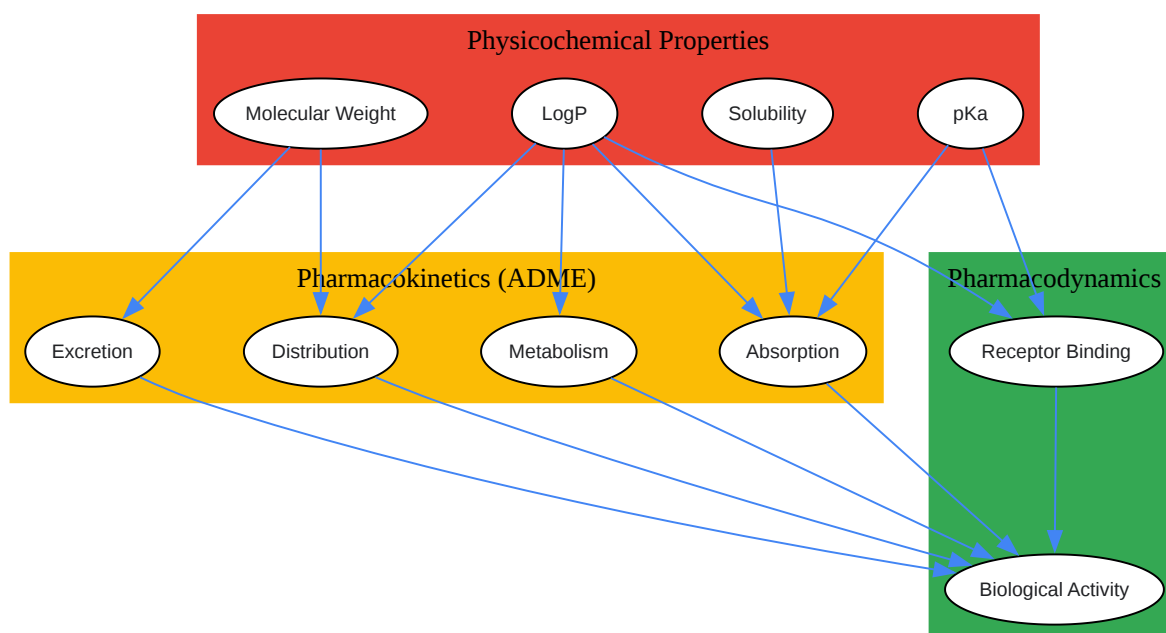 Physicochemical Properties
Molecular Weight
LogP
Solubility
pKa
Pharmacokinetics (ADME)
Pharmacodynamics
Excretion
Distribution
Metabolism
Absorption
Receptor Binding
Biological Activity